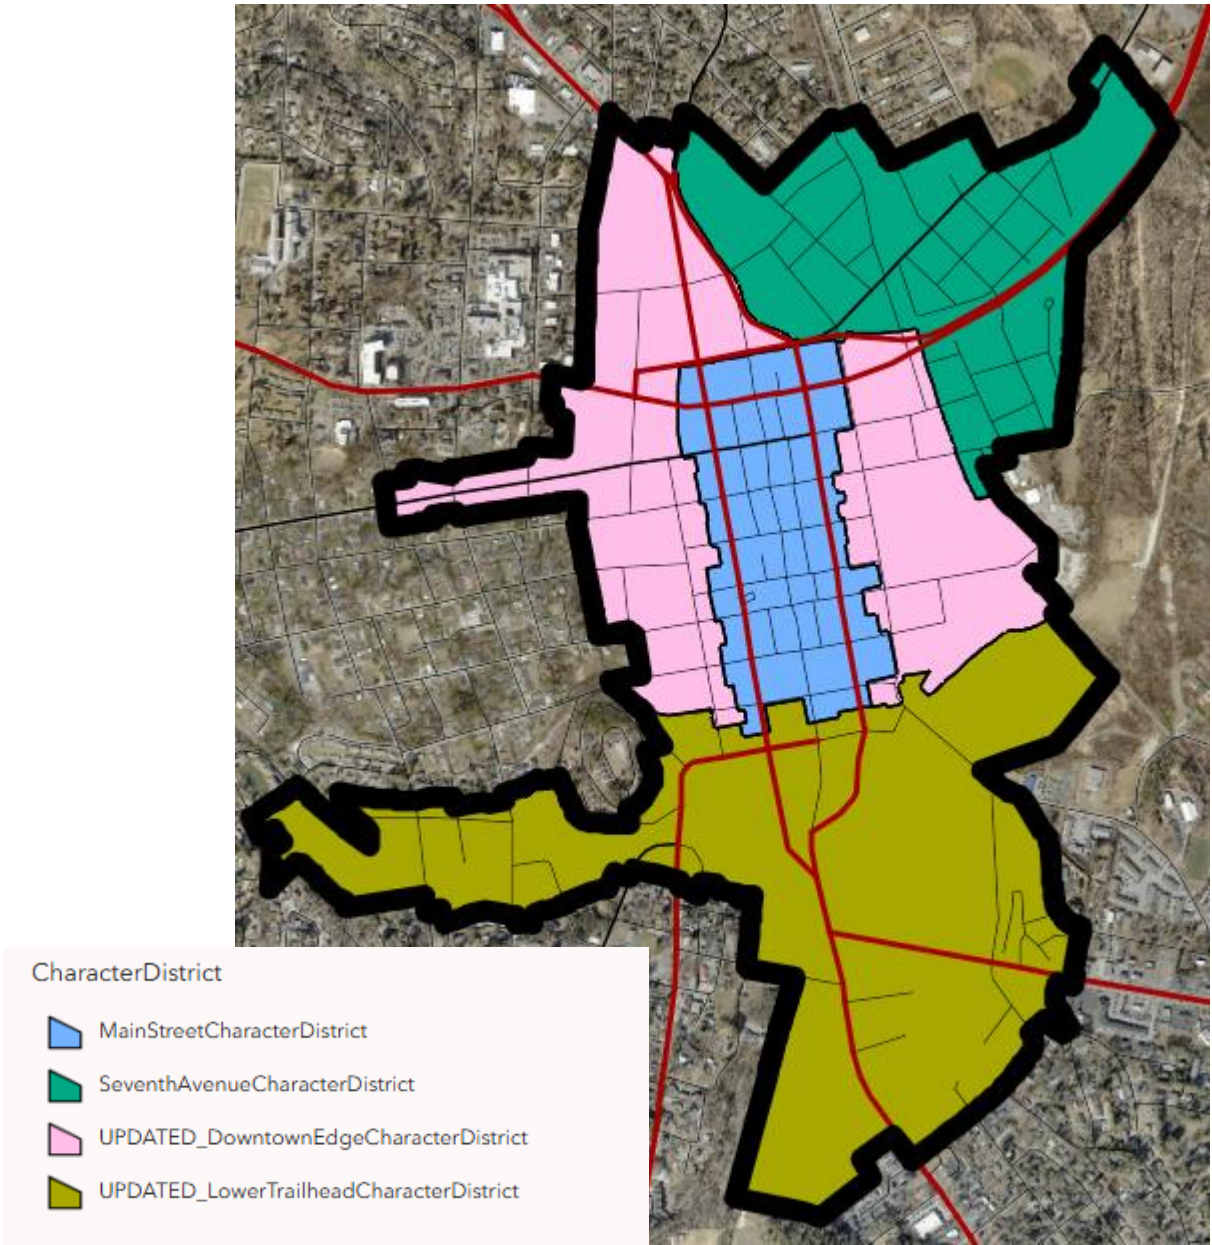 CharacterDistrict
MainStreetCharacterDistrict
SeventhAvenueCharacterDistrict
UPDATED_DowntownEdgeCharacterDistrict
UPDATED_LowerTrailheadCharacterDistrict